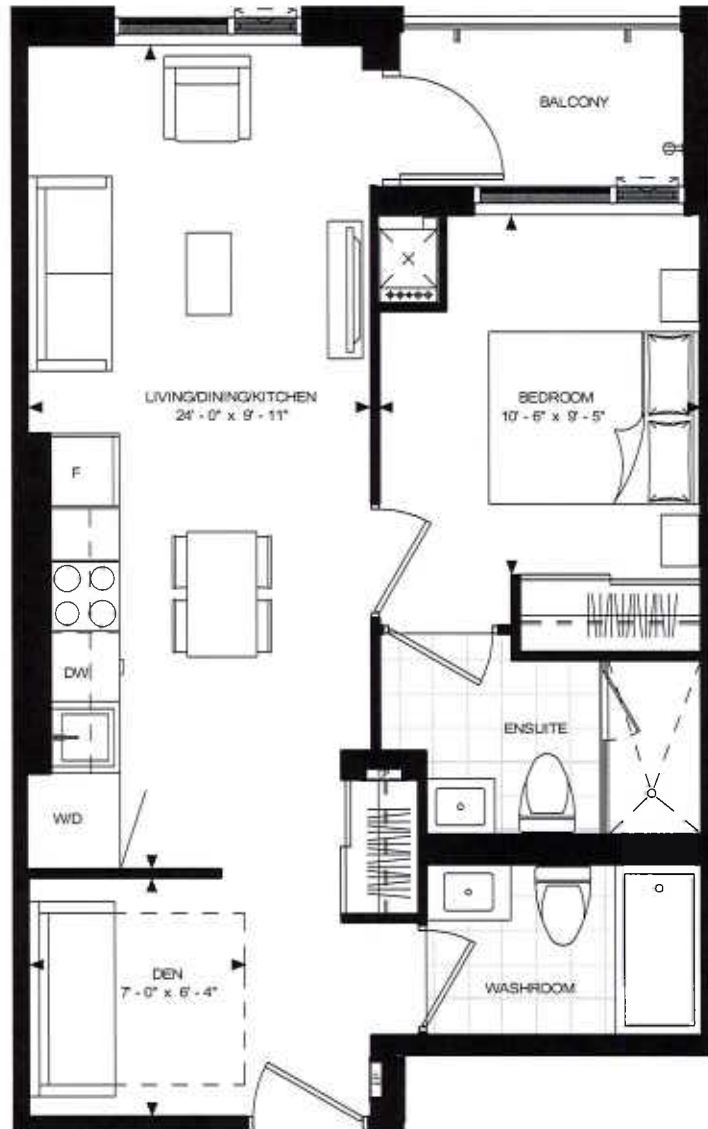 BALCONY
LIVING/DINING/KITCHEN
24' - 0" x 9' - 11"
BEDROOM
10' - 6" x 9' - 5"
F
DW
ENSUITE
W/D
DEN
7' - 0" x 6' - 4"
WASHROOM